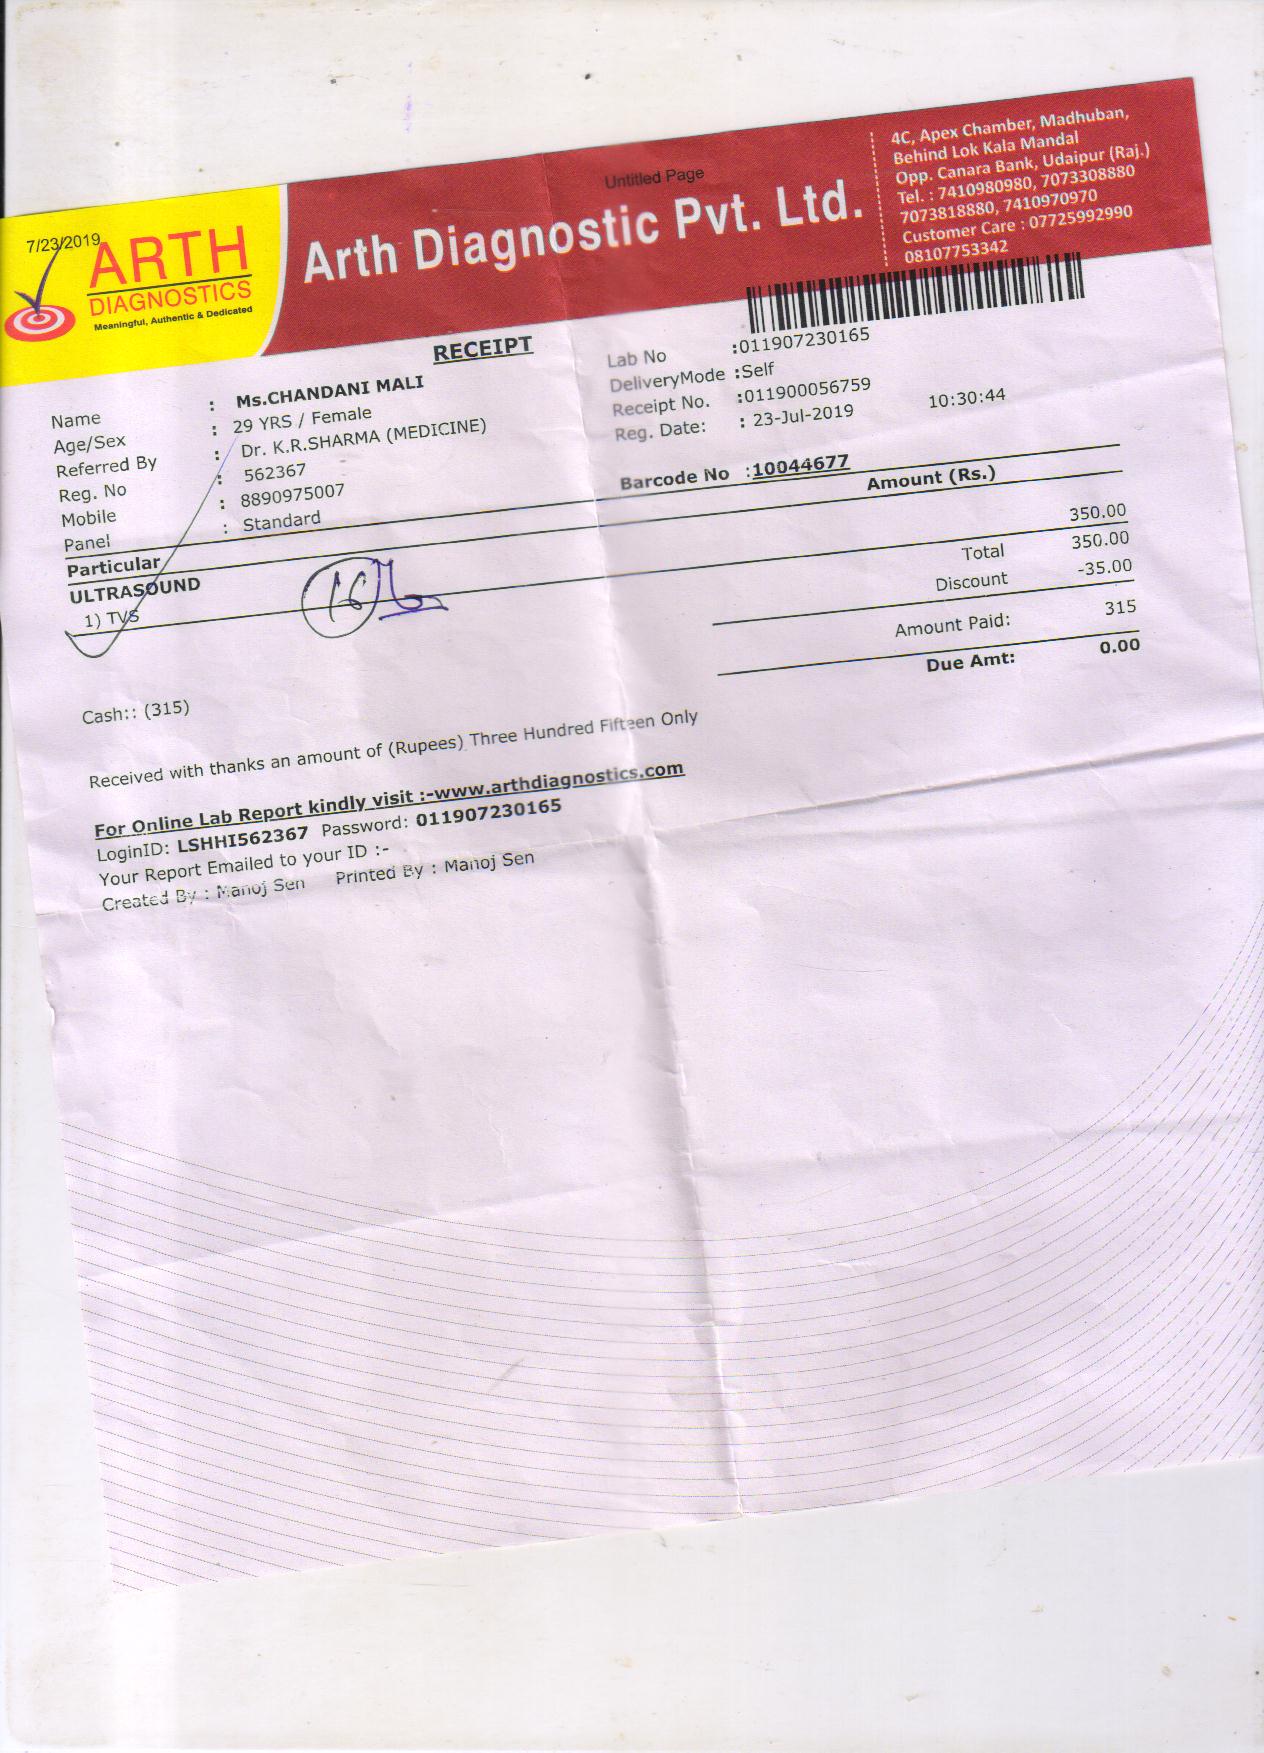 Untitled Page
7/23/2019
ARTH
DIAGNOSTICS
Meaningful, Authentic & Dedicated
Arth Diagnostic Pvt. Ltd.
4C, Apex Chamber, Madhuban,
Behind Lok Kala Mandal
Opp. Canara Bank, Udaipur (Raj.)
Tel. : 7410980980, 7073308880
7073818880, 7410970970
Customer Care : 07725992990
08107753342
RECEIPT
Name : Ms.CHANDANI MALI
Age/Sex : 29 YRS / Female
Referred By : Dr. K.R.SHARMA (MEDICINE)
Reg. No : 562367
Mobile : 8890975007
Panel : Standard
Lab No :011907230165
DeliveryMode :Self
Receipt No. :011900056759
Reg. Date: : 23-Jul-2019 10:30:44
Barcode No :10044677
Particular Amount (Rs.)
ULTRASOUND
1) TVS 350.00
Total 350.00
Discount -35.00
Amount Paid: 315
Due Amt: 0.00
Cash:: (315)
Received with thanks an amount of (Rupees) Three Hundred Fifteen Only
For Online Lab Report kindly visit :-www.arthdiagnostics.com
LoginID: LSHHI562367 Password: 011907230165
Your Report Emailed to your ID :-
Created By : Manoj Sen Printed By : Manoj Sen